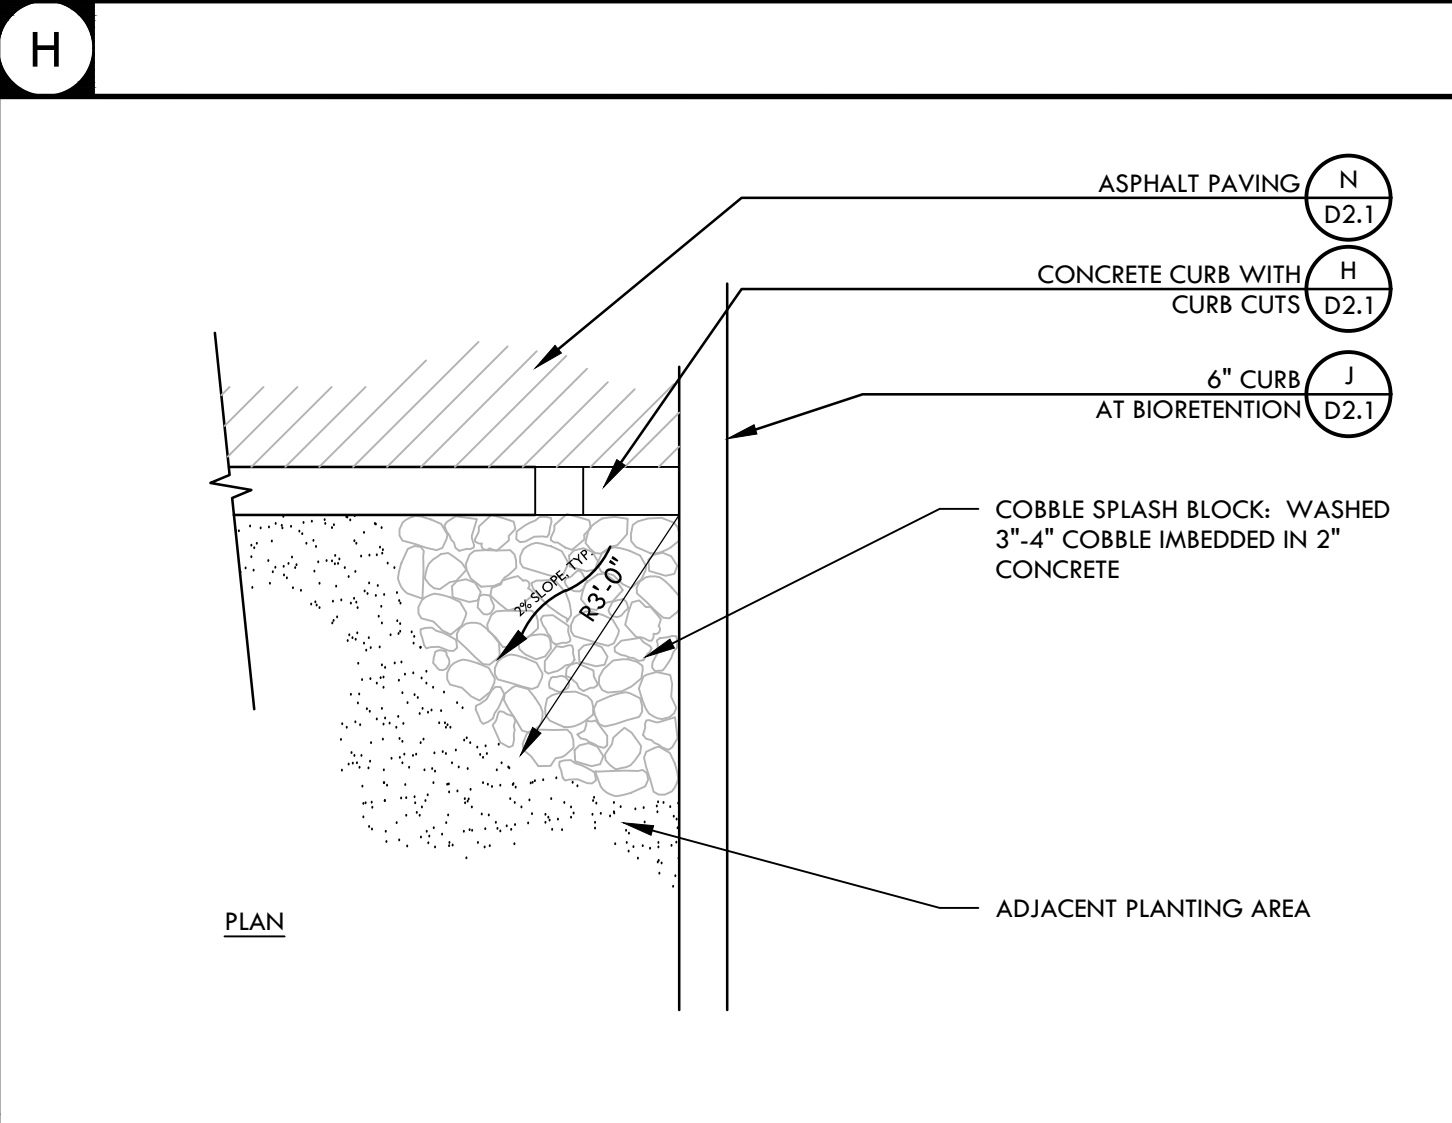 H
ASPHALT PAVING
N
D2.1
CONCRETE CURB WITH
CURB CUTS
H
D2.1
6" CURB
AT BIORETENTION
J
D2.1
COBBLE SPLASH BLOCK: WASHED
3"-4" COBBLE IMBEDDED IN 2"
CONCRETE
2% SLOPE, TYP.
R3'-0"
ADJACENT PLANTING AREA
PLAN